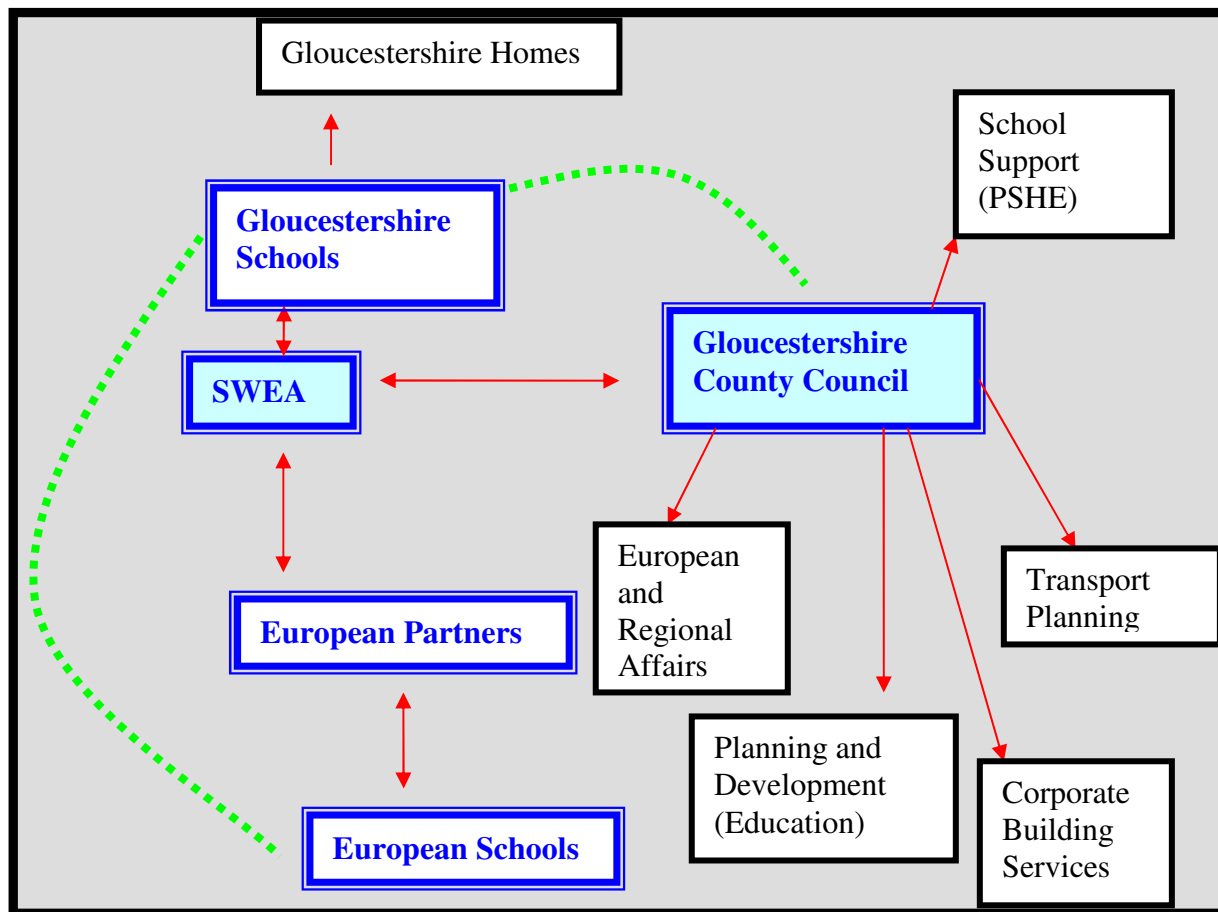 Gloucestershire Homes
School
Support
(PSHE)
Gloucestershire
Schools
Gloucestershire
County Council
SWEA
European
and
Regional
Affairs
Transport
Planning
European Partners
Planning and
Development
(Education)
Corporate
Building
Services
European Schools